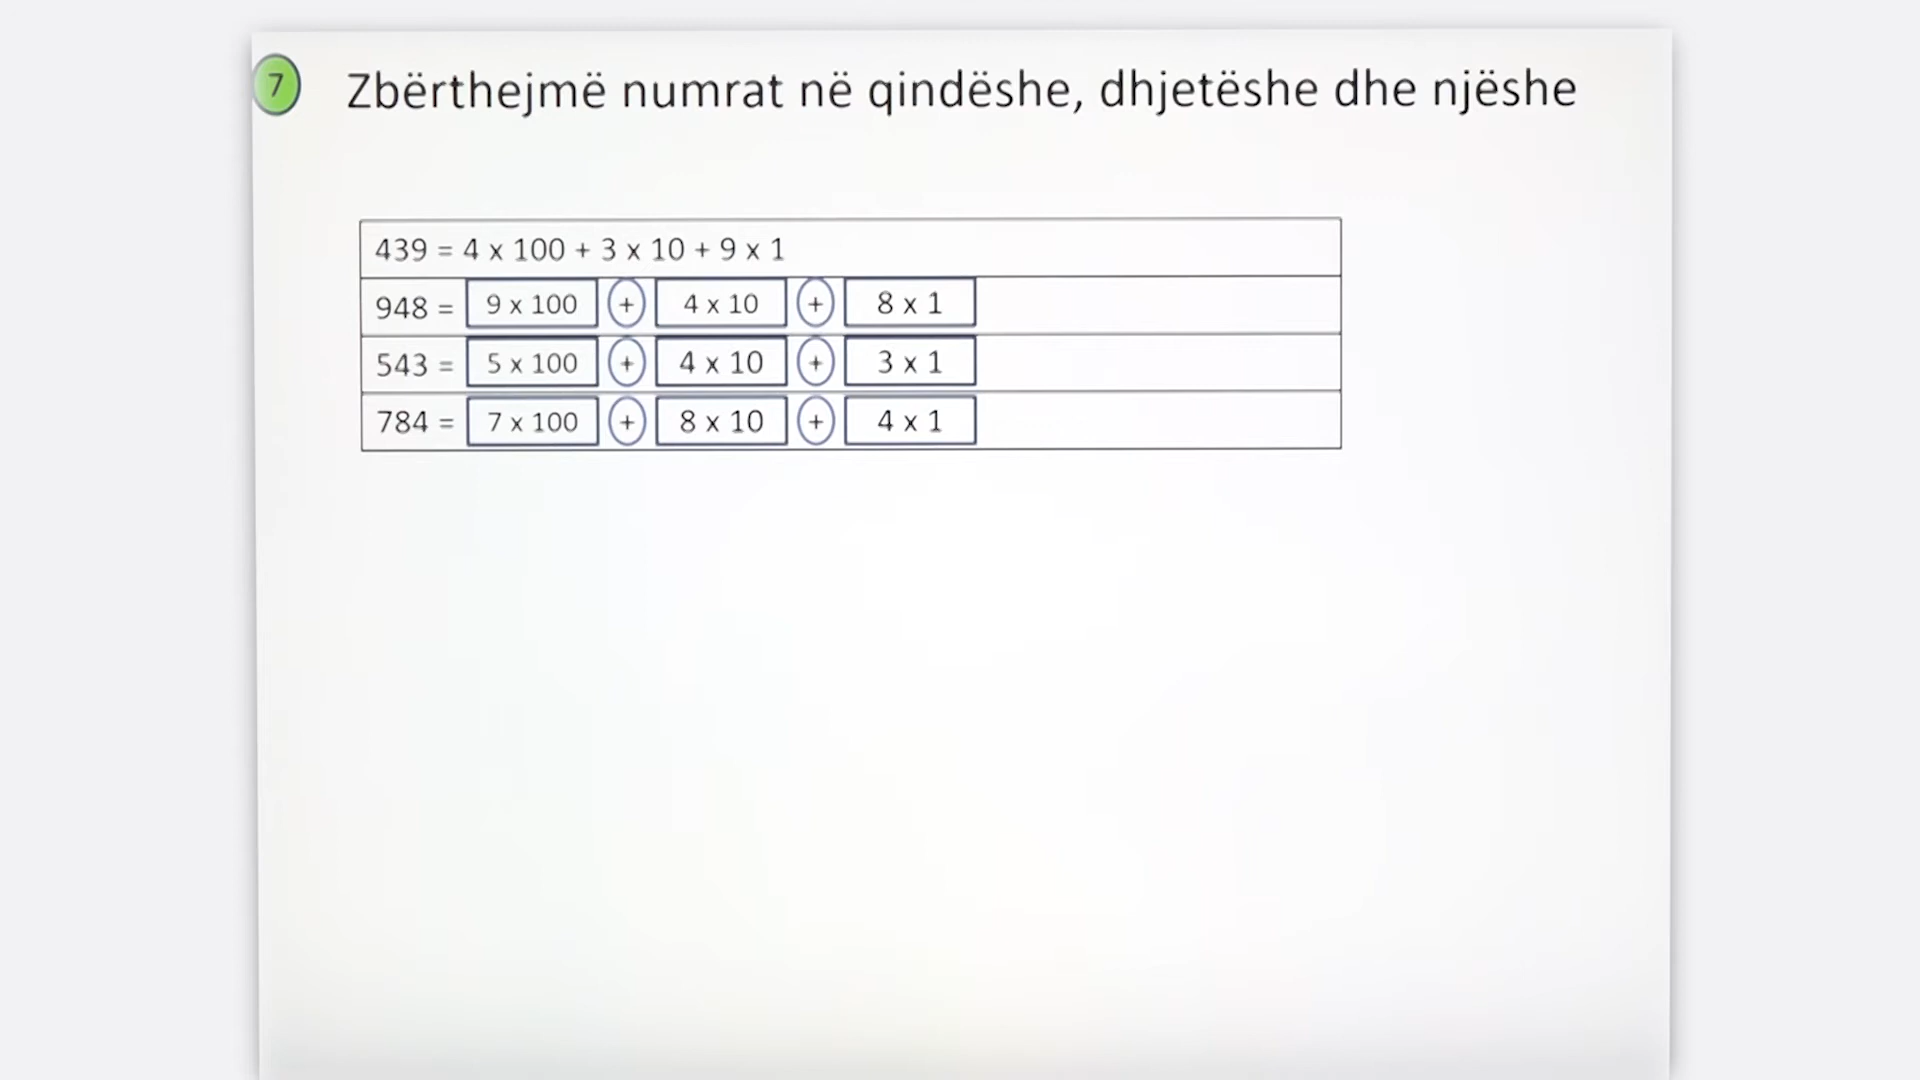 7 Zbërthejmë numrat në qindëshe, dhjetëshe dhe njëshe
439 = 4 x 100 + 3 x 10 + 9 x 1
948 = 9 x 100 + 4 x 10 + 8 x 1
543 = 5 x 100 + 4 x 10 + 3 x 1
784 = 7 x 100 + 8 x 10 + 4 x 1